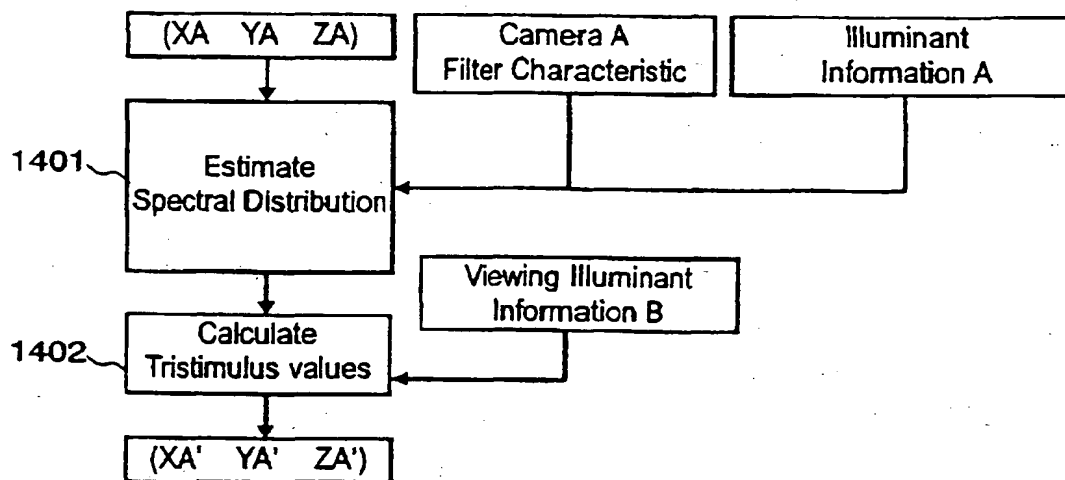 (XA YA ZA)
Camera A
Filter Characteristic
Illuminant
Information A
1401
Estimate
Spectral Distribution
Viewing Illuminant
Information B
1402
Calculate
Tristimulus values
(XA' YA' ZA')